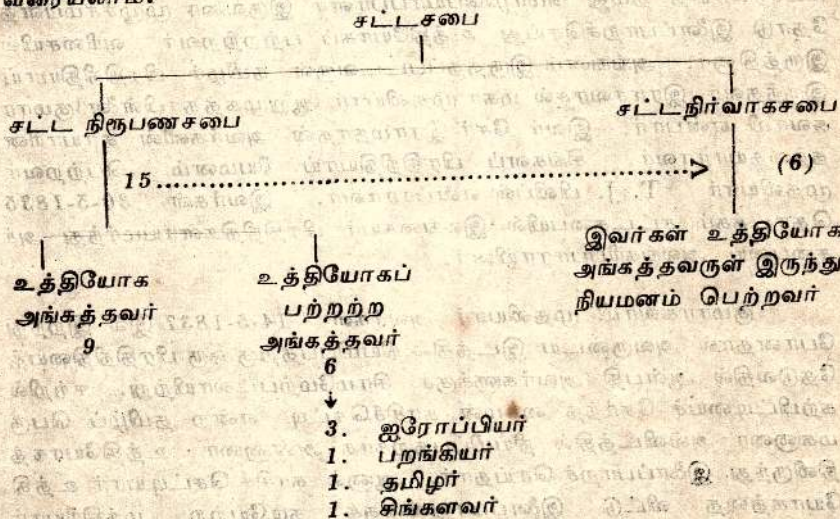 வரையலாம்.
சட்டசபை
சட்ட நிரூபணசபை
சட்டநிர்வாகசபை
15 (6)
உத்தியோக அங்கத்தவர்
9
உத்தியோகப் பற்றற்ற அங்கத்தவர்
6
3. ஐரோப்பியர்
1. பறங்கியர்
1. தமிழர்
1. சிங்களவர்
இவர்கள் உத்தியோக
அங்கத்தவருள் இருந்து
நியமனம் பெற்றவர்